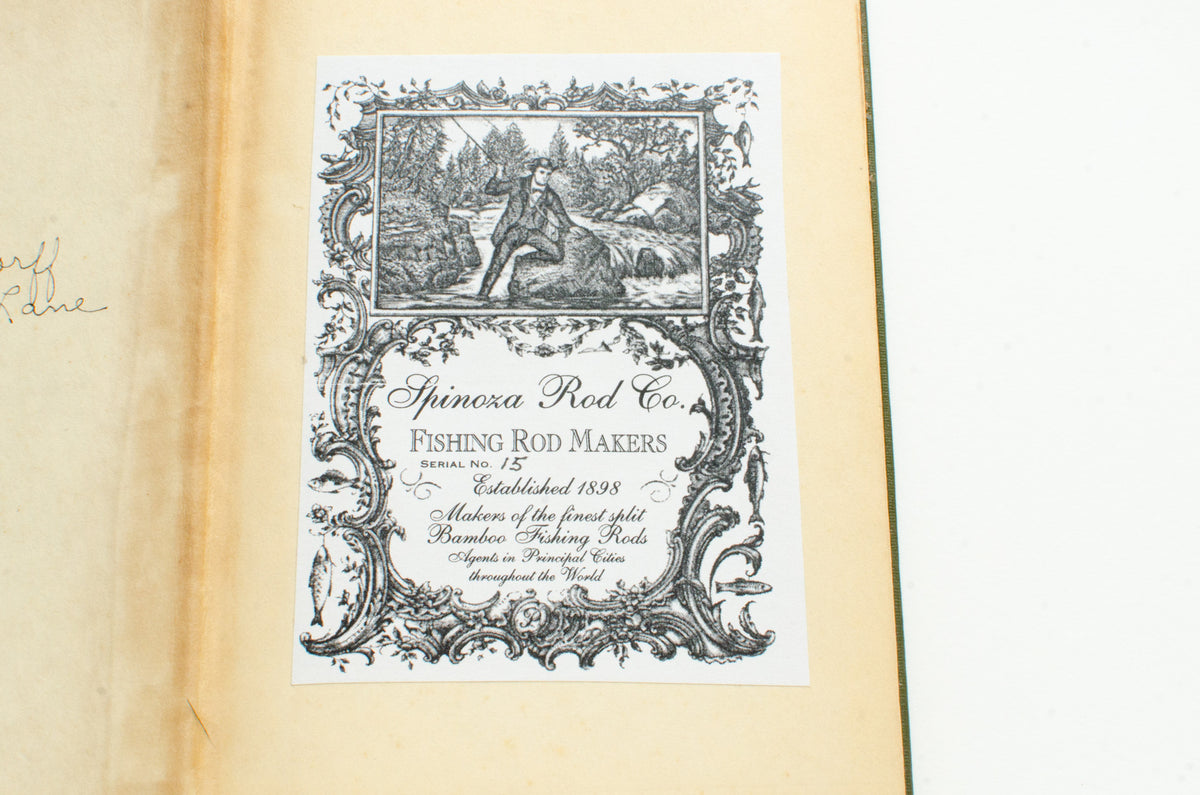 Lane
Spinoza Rod Co.
FISHING ROD MAKERS
SERIAL NO. 15
Established 1898
Makers of the finest split
Bamboo Fishing Rods
Agents in Principal Cities
throughout the World
P